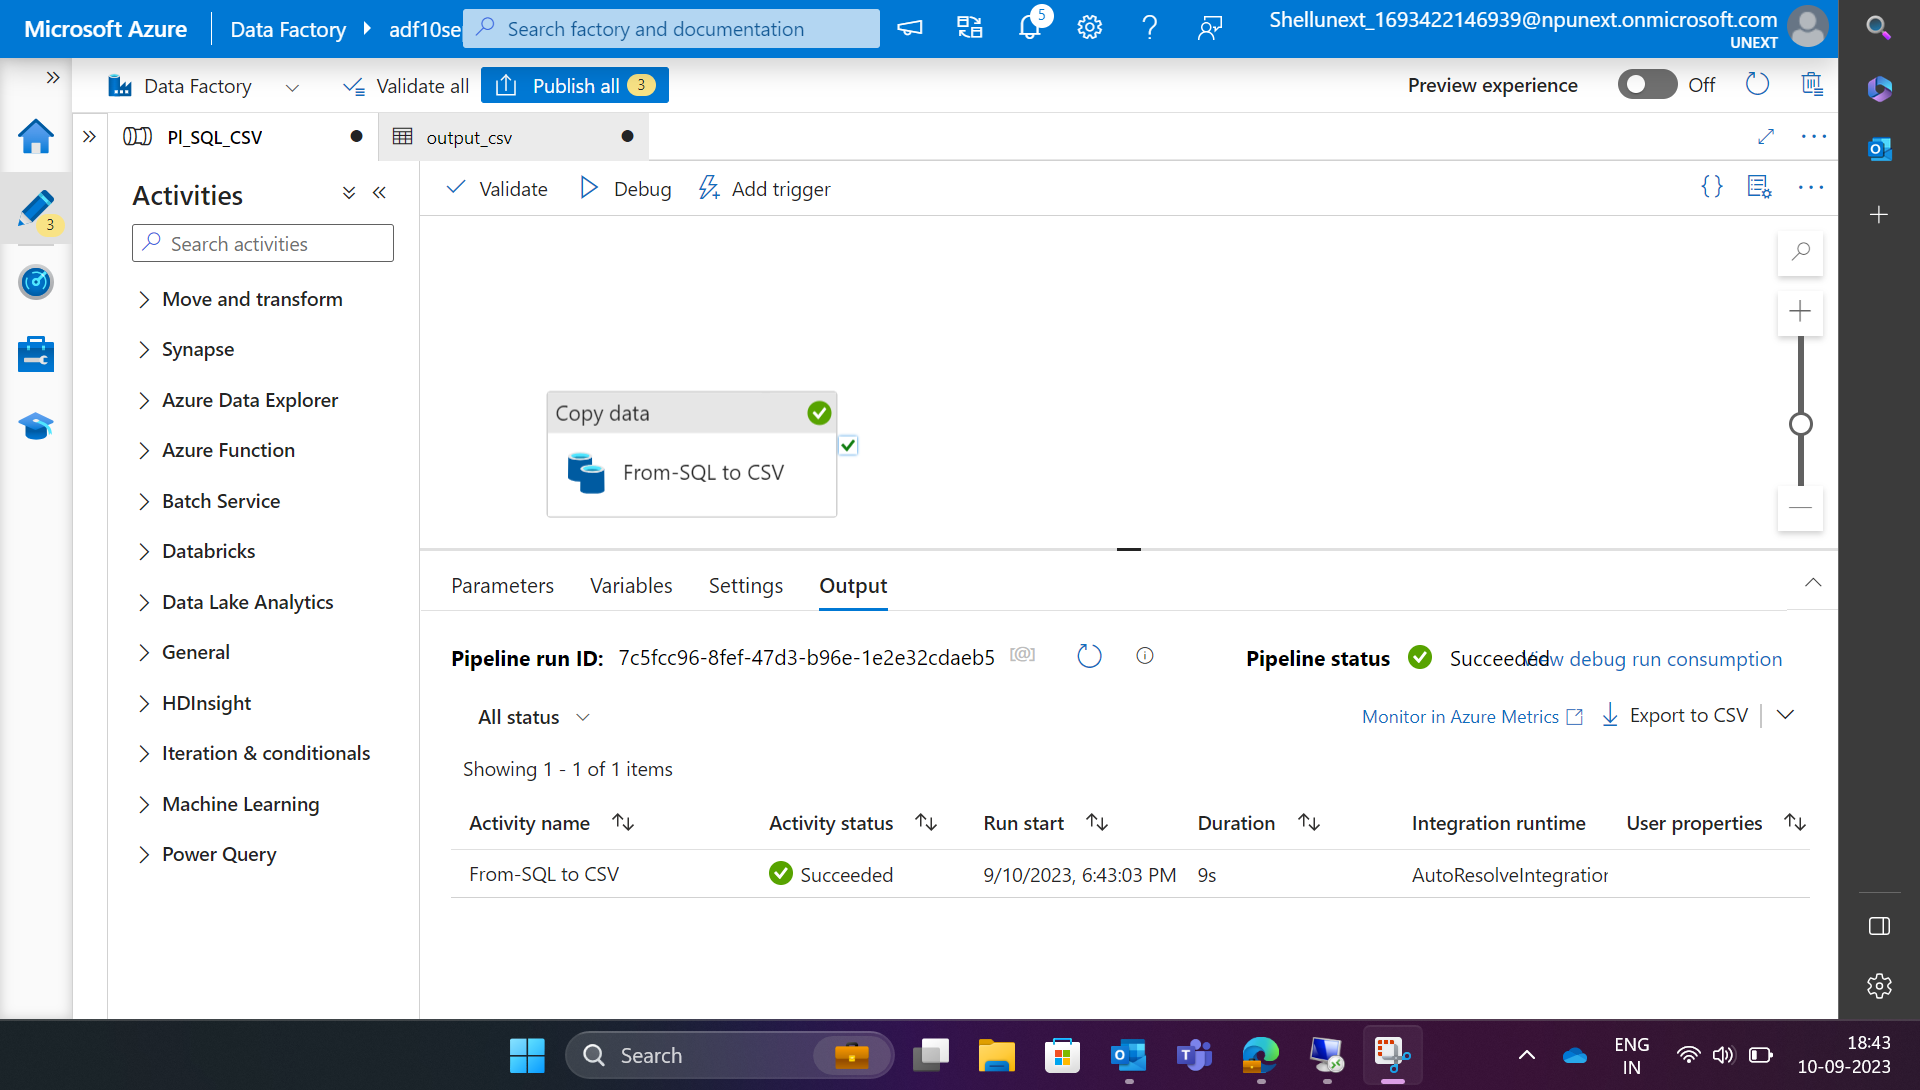 Microsoft Azure
Data Factory
adf10se
Search factory and documentation
5
Shellunext_1693422146939@npunext.onmicrosoft.com
UNEXT
Data Factory
Validate all
Publish all
3
Preview experience
Off
Pl_SQL_CSV
output_csv
3
Activities
Validate
Debug
Add trigger
{}
Search activities
Move and transform
Synapse
Azure Data Explorer
Azure Function
Batch Service
Databricks
Data Lake Analytics
General
HDInsight
Iteration & conditionals
Machine Learning
Power Query
Copy data
From-SQL to CSV
Parameters
Variables
Settings
Output
Pipeline run ID: 7c5fcc96-8fef-47d3-b96e-1e2e32cdaeb5 [@]
Pipeline status
Succeeded
View debug run consumption
All status
Monitor in Azure Metrics
Export to CSV
Showing 1 - 1 of 1 items
Activity name
Activity status
Run start
Duration
Integration runtime
User properties
From-SQL to CSV
Succeeded
9/10/2023, 6:43:03 PM
9s
AutoResolveIntegration
Search
ENG
IN
18:43
10-09-2023